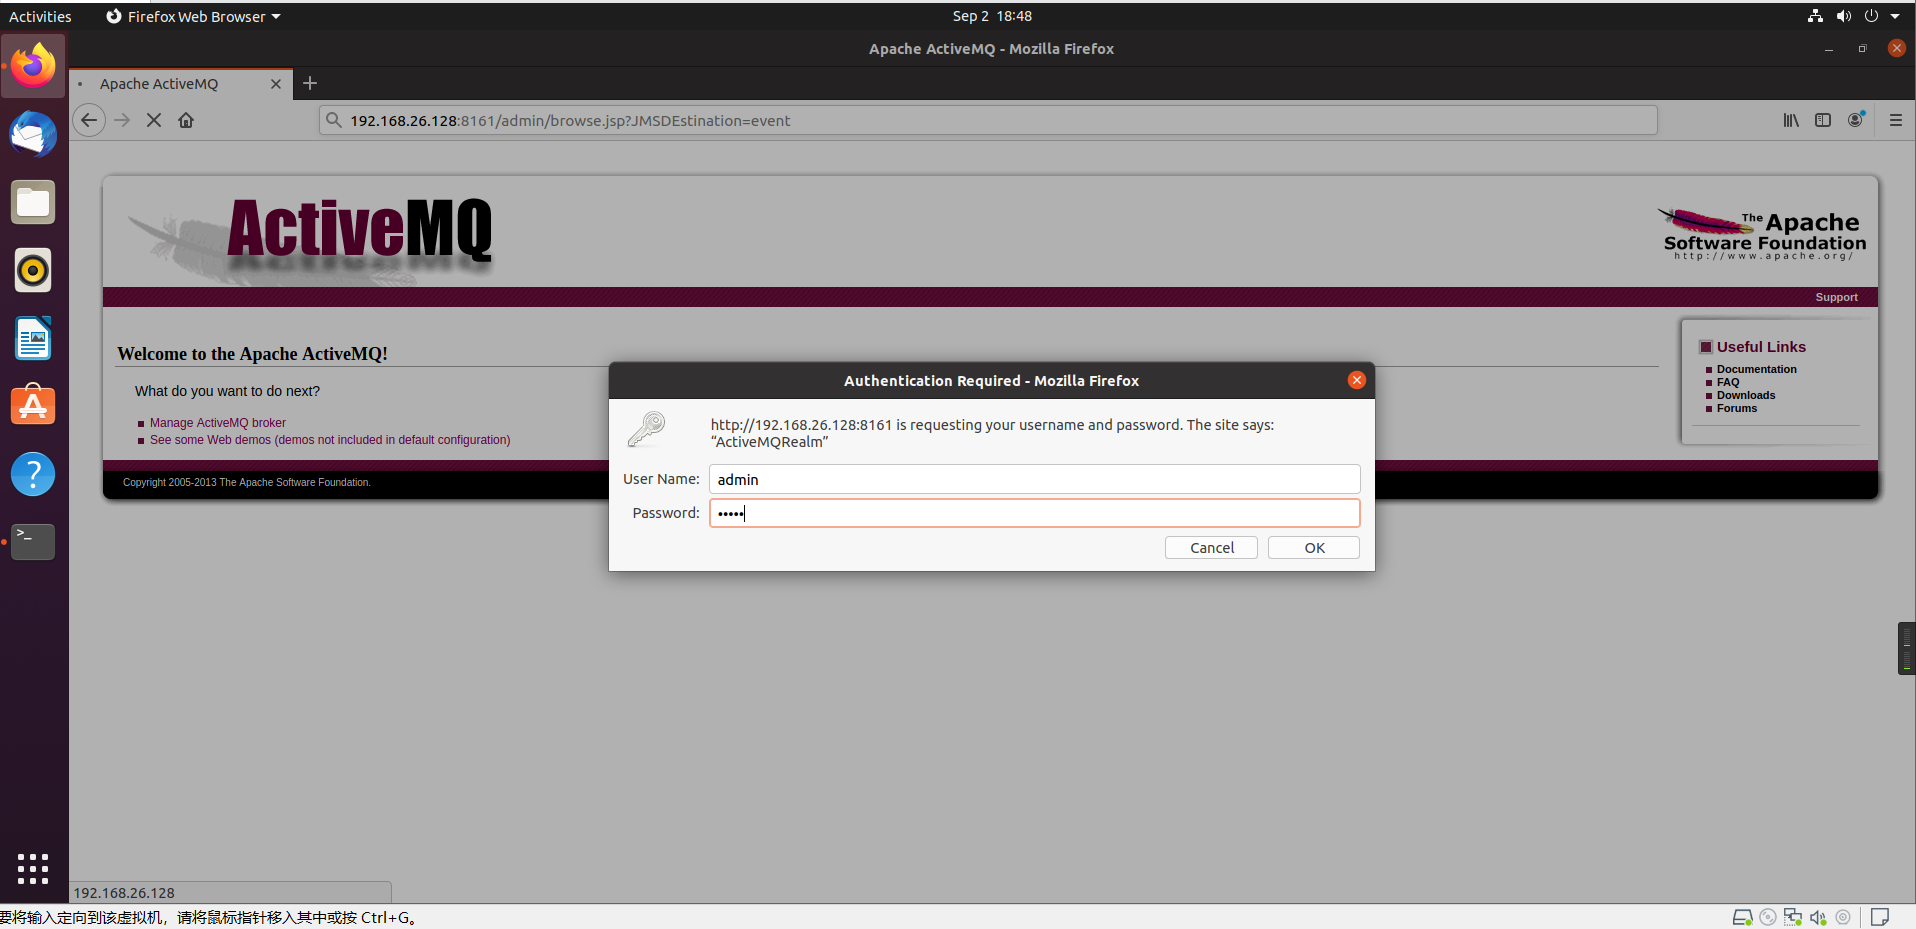 Activities
Firefox Web Browser
Sep 2 18:48
Apache ActiveMQ - Mozilla Firefox
Apache ActiveMQ
192.168.26.128:8161/admin/browse.jsp?JMSDEstination=event
ActiveMQ
The Apache
Software Foundation
http://www.apache.org/
Support
Welcome to the Apache ActiveMQ!
What do you want to do next?
Manage ActiveMQ broker
See some Web demos (demos not included in default configuration)
Useful Links
Documentation
FAQ
Downloads
Forums
Copyright 2005-2013 The Apache Software Foundation.
Authentication Required - Mozilla Firefox
http://192.168.26.128:8161 is requesting your username and password. The site says:
“ActiveMQRealm”
User Name: admin
Password: •••••
Cancel
OK
192.168.26.128
要将输入定向到该虚拟机，请将鼠标指针移入其中或按 Ctrl+G。